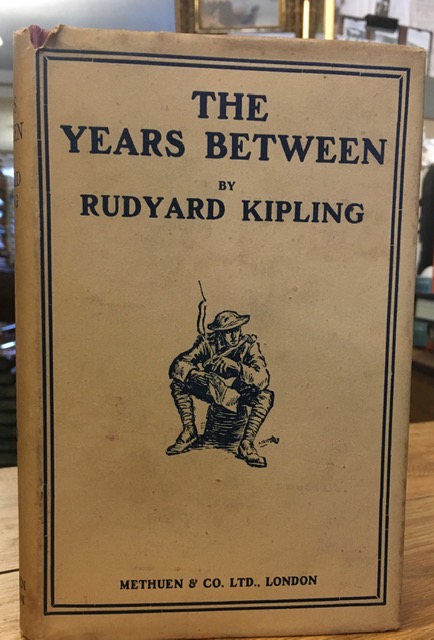 THE
YEARS BETWEEN
BY
RUDYARD KIPLING
METHUEN & CO. LTD., LONDON